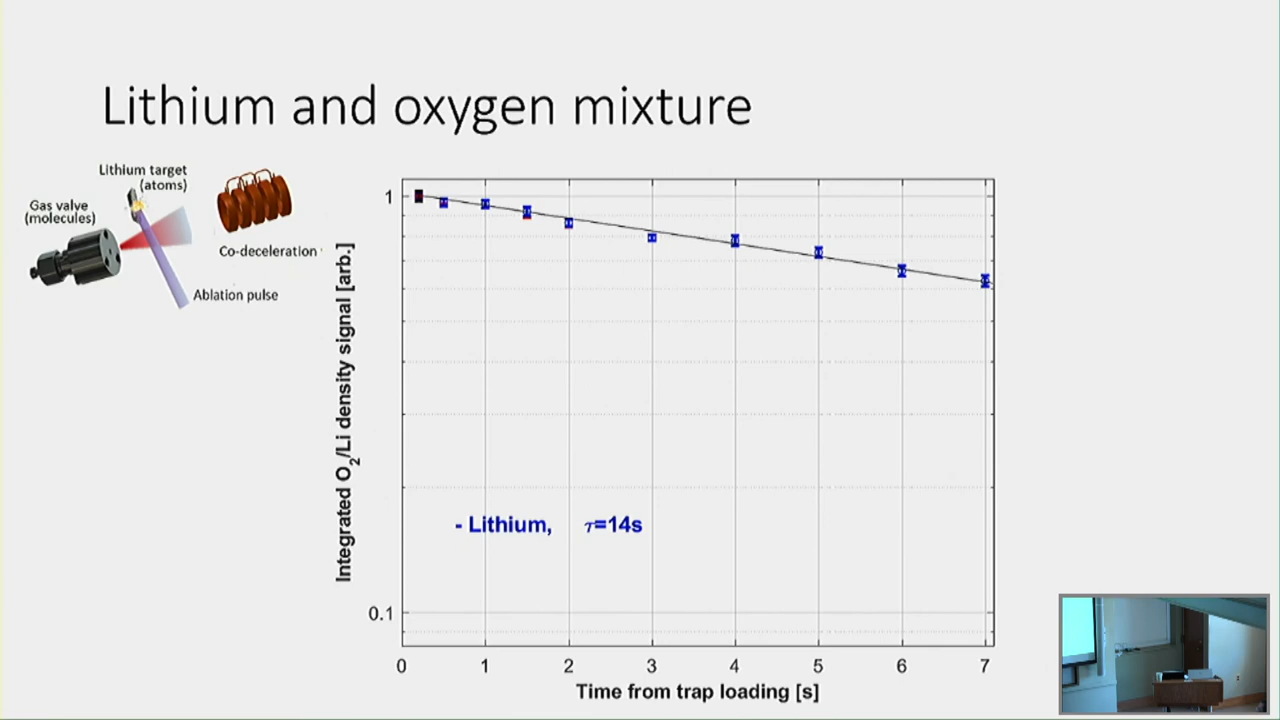 Lithium and oxygen mixture
Lithium target
(atoms)
Gas valve
(molecules)
Co-deceleration
Ablation pulse
Integrated O₂/Li density signal [arb.]
1
0.1
- Lithium, τ=14s
0 1 2 3 4 5 6 7
Time from trap loading [s]